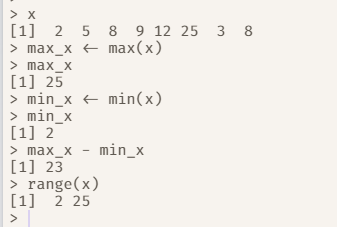 > x
[1]  2  5  8  9 12 25  3  8
> max_x <- max(x)
> max_x
[1] 25
> min_x <- min(x)
> min_x
[1] 2
> max_x - min_x
[1] 23
> range(x)
[1]  2 25
>